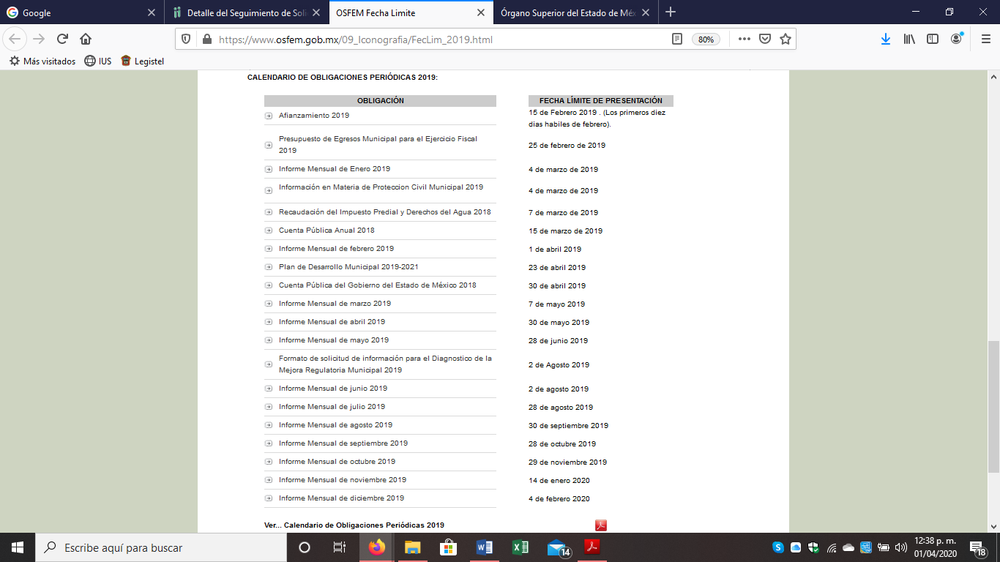 Google
Detalle del Seguimiento de Soli
OSFEM Fecha Limite
Órgano Superior del Estado de Méx
https://www.osfem.gob.mx/09_Iconografia/FecLim_2019.html
80%
Más visitados
IUS
Legistel
CALENDARIO DE OBLIGACIONES PERIÓDICAS 2019:
OBLIGACIÓN
FECHA LÍMITE DE PRESENTACIÓN
Afianzamiento 2019
15 de Febrero 2019 . (Los primeros diez
dias habiles de febrero).
Presupuesto de Egresos Municipal para el Ejercicio Fiscal
2019
25 de febrero de 2019
Informe Mensual de Enero 2019
4 de marzo de 2019
Información en Materia de Proteccion Civil Municipal 2019
4 de marzo de 2019
Recaudación del Impuesto Predial y Derechos del Agua 2018
7 de marzo de 2019
Cuenta Pública Anual 2018
15 de marzo de 2019
Informe Mensual de febrero 2019
1 de abril 2019
Plan de Desarrollo Municipal 2019-2021
23 de abril 2019
Cuenta Pública del Gobierno del Estado de México 2018
30 de abril 2019
Informe Mensual de marzo 2019
7 de mayo 2019
Informe Mensual de abril 2019
30 de mayo 2019
Informe Mensual de mayo 2019
28 de junio 2019
Formato de solicitud de información para el Diagnostico de la
Mejora Regulatoria Municipal 2019
2 de Agosto 2019
Informe Mensual de junio 2019
2 de agosto 2019
Informe Mensual de julio 2019
28 de agosto 2019
Informe Mensual de agosto 2019
30 de septiembre 2019
Informe Mensual de septiembre 2019
28 de octubre 2019
Informe Mensual de octubre 2019
29 de noviembre 2019
Informe Mensual de noviembre 2019
14 de enero 2020
Informe Mensual de diciembre 2019
4 de febrero 2020
Ver... Calendario de Obligaciones Periódicas 2019
Escribe aquí para buscar
14
12:38 p. m.
01/04/2020
18